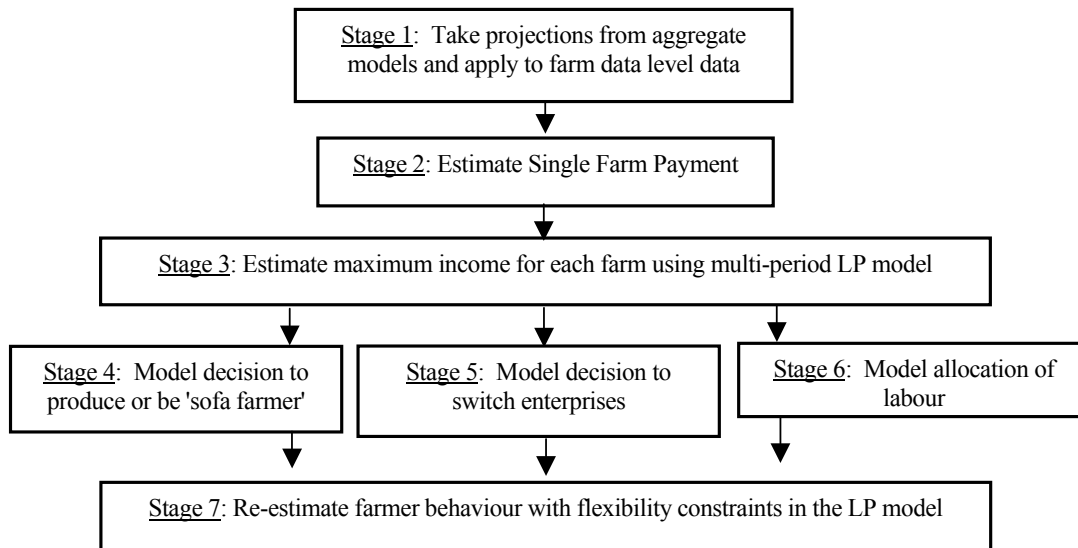 Stage 1: Take projections from aggregate
models and apply to farm data level data
Stage 2: Estimate Single Farm Payment
Stage 3: Estimate maximum income for each farm using multi-period LP model
Stage 4: Model decision to
produce or be 'sofa farmer'
Stage 5: Model decision to
switch enterprises
Stage 6: Model allocation of
labour
Stage 7: Re-estimate farmer behaviour with flexibility constraints in the LP model